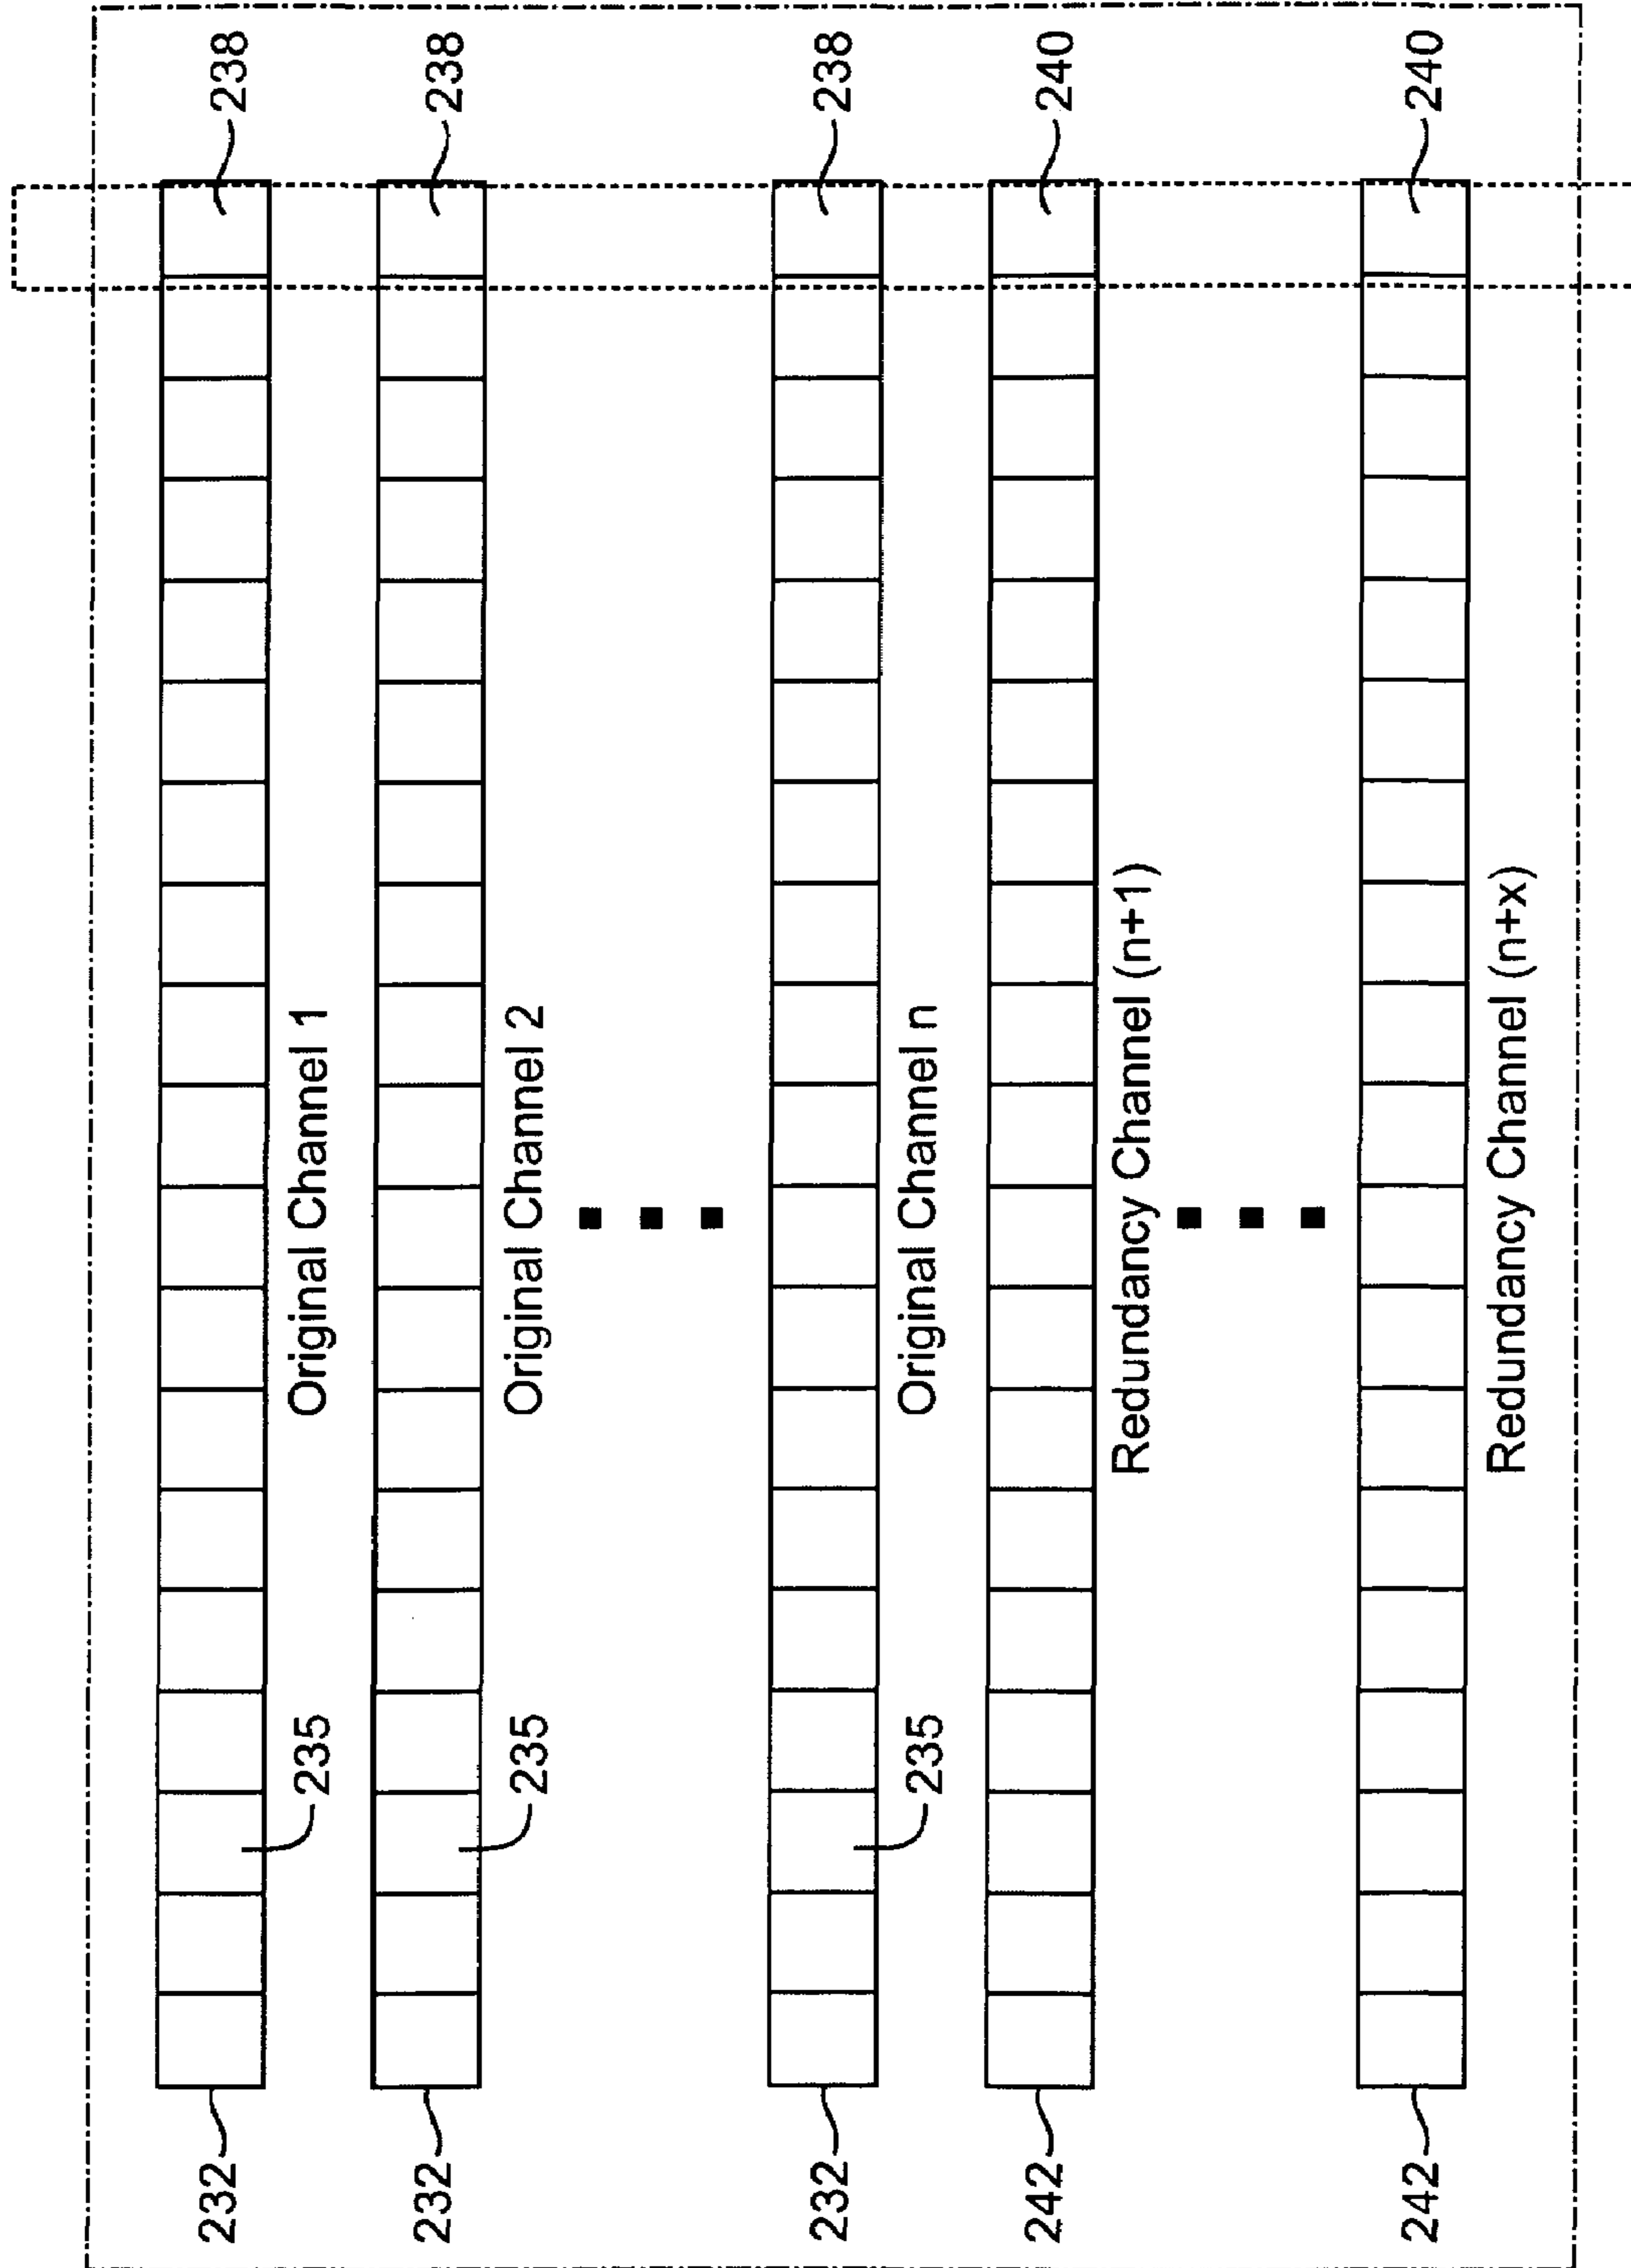 232
238
235
Original Channel 1
232
238
235
Original Channel 2
232
238
235
Original Channel n
242
240
Redundancy Channel (n+1)
242
240
Redundancy Channel (n+x)